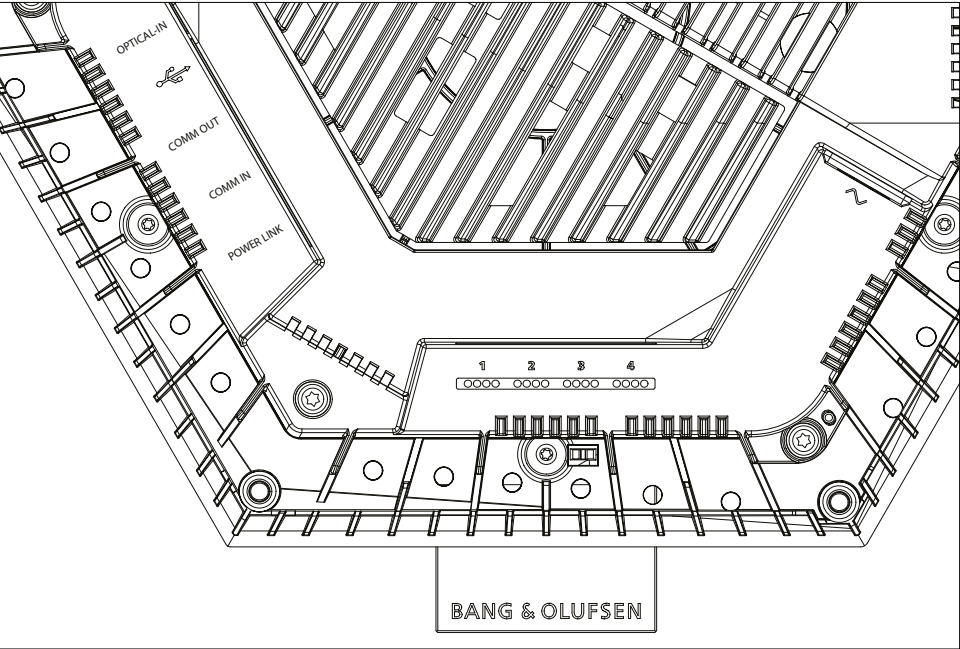 OPTICAL-IN
COMM OUT
COMM IN
POWER LINK
1 2 3 4
BANG & OLUFSEN